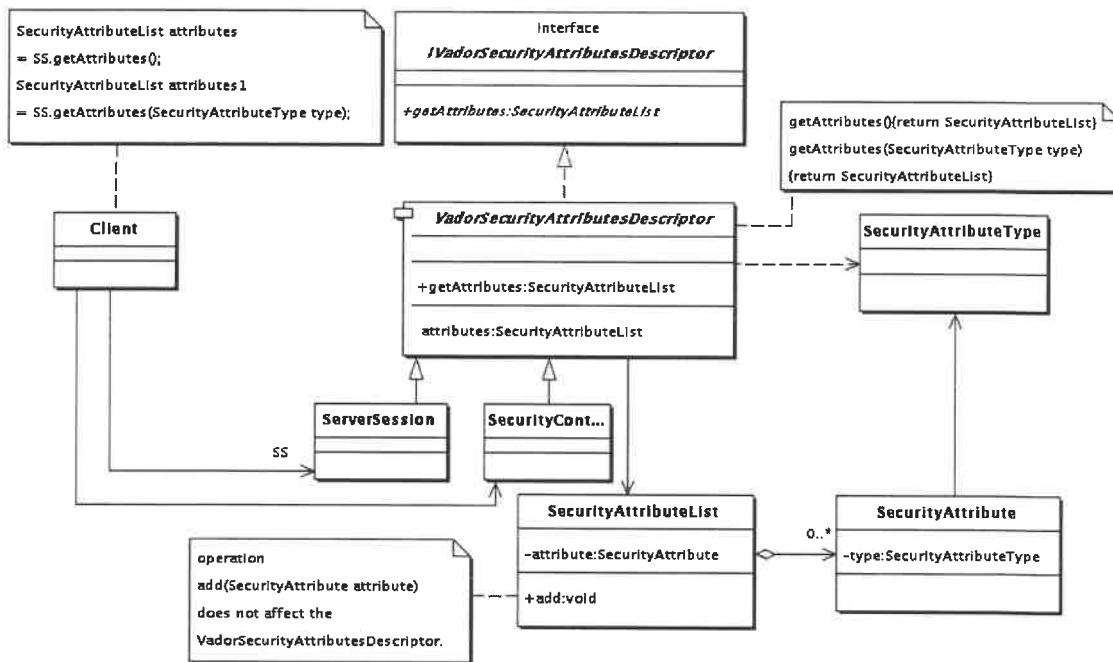 SecurityAttributeList attributes
= SS.getAttributes();
SecurityAttributeList attributes1
= SS.getAttributes(SecurityAttributeType type);
Interface
IVadorSecurityAttributesDescriptor
+getAttributes:SecurityAttributeList
getAttributes(){return SecurityAttributeList}
getAttributes(SecurityAttributeType type)
{return SecurityAttributeList}
Client
VadorSecurityAttributesDescriptor
+getAttributes:SecurityAttributeList
attributes:SecurityAttributeList
SecurityAttributeType
ServerSession
SecurityCont...
SS
SecurityAttributeList
-attribute:SecurityAttribute
+add:void
0..*
SecurityAttribute
-type:SecurityAttributeType
operation
add(SecurityAttribute attribute)
does not affect the
VadorSecurityAttributesDescriptor.